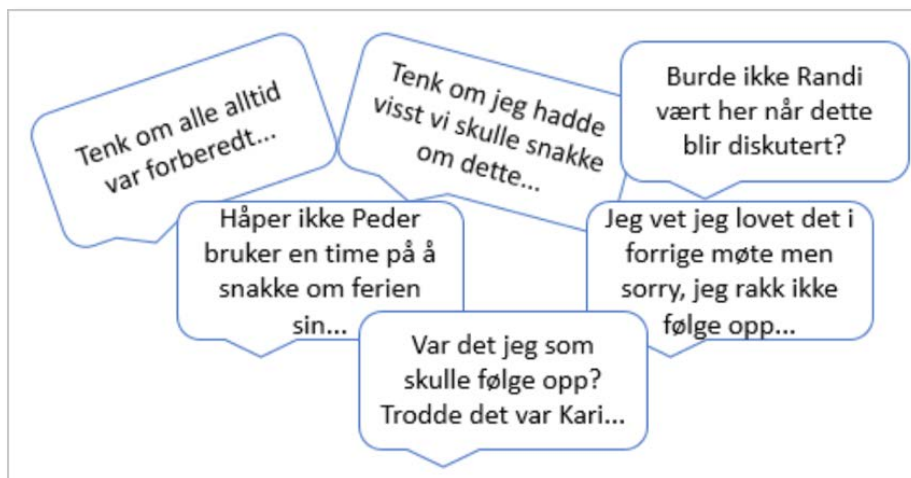 Tenk om alle alltid
var forberedt...
Tenk om jeg hadde
visst vi skulle snakke
om dette...
Burde ikke Randi
vært her når dette
blir diskutert?
Håper ikke Peder
bruker en time på å
snakke om ferien
sin...
Jeg vet jeg lovet det i
forrige møte men
sorry, jeg rakk ikke
følge opp...
Var det jeg som
skulle følge opp?
Trodde det var Kari...